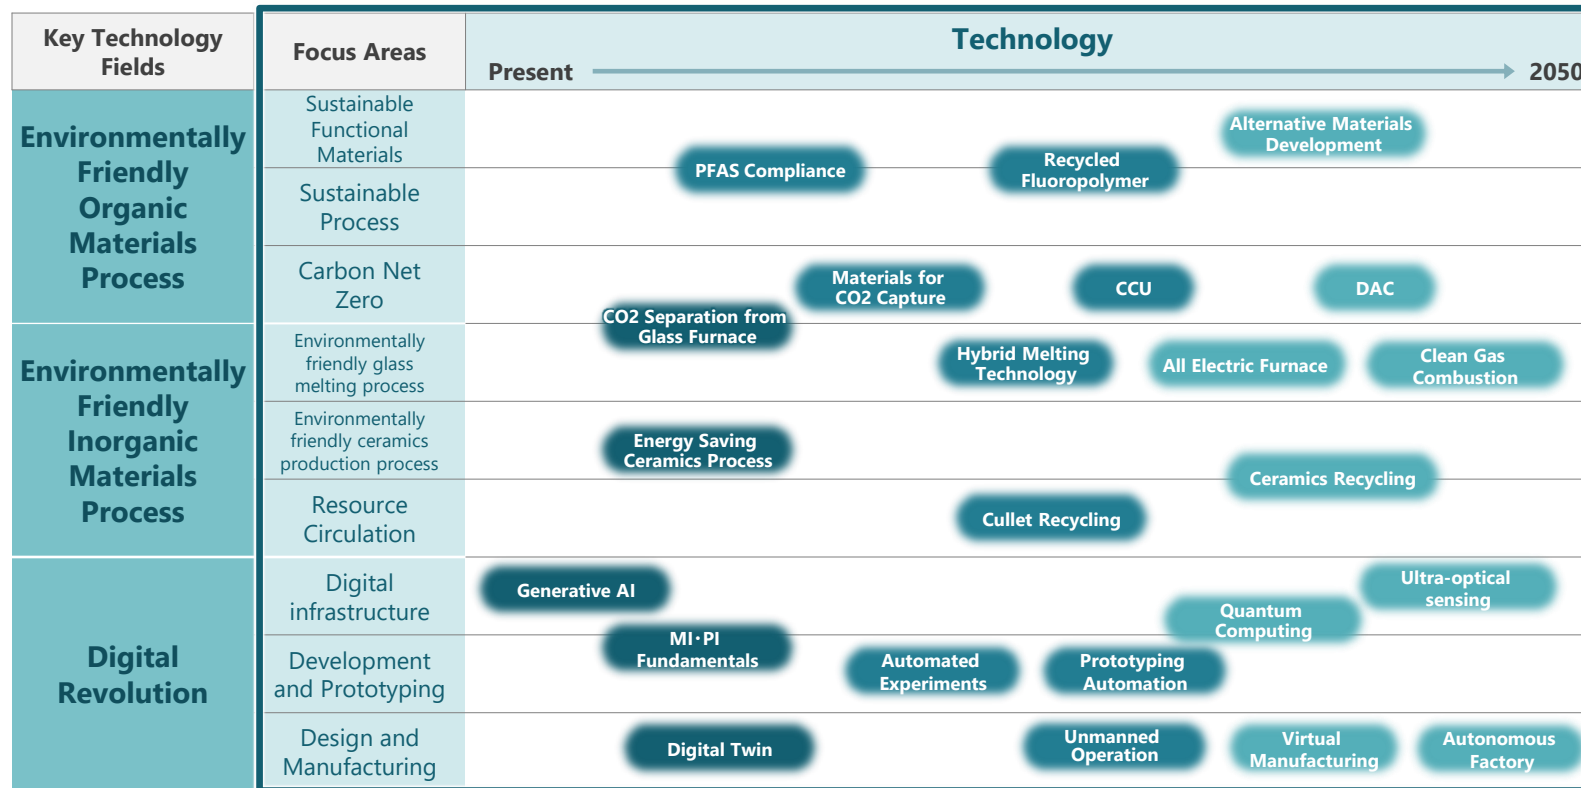 Key Technology
Fields
Focus Areas
Technology
Present
2050
Environmentally
Friendly
Organic
Materials
Process
Sustainable
Functional
Materials
Alternative Materials
Development
PFAS Compliance
Recycled
Fluoropolymer
Sustainable
Process
Carbon Net
Zero
Materials for
CO2 Capture
CCU
DAC
CO2 Separation from
Glass Furnace
Environmentally
Friendly
Inorganic
Materials
Process
Environmentally
friendly glass
melting process
Hybrid Melting
Technology
All Electric Furnace
Clean Gas
Combustion
Environmentally
friendly ceramics
production process
Energy Saving
Ceramics Process
Ceramics Recycling
Resource
Circulation
Cullet Recycling
Digital
Revolution
Digital
infrastructure
Generative AI
Ultra-optical
sensing
Quantum
Computing
MI・PI
Fundamentals
Development
and Prototyping
Automated
Experiments
Prototyping
Automation
Design and
Manufacturing
Digital Twin
Unmanned
Operation
Virtual
Manufacturing
Autonomous
Factory